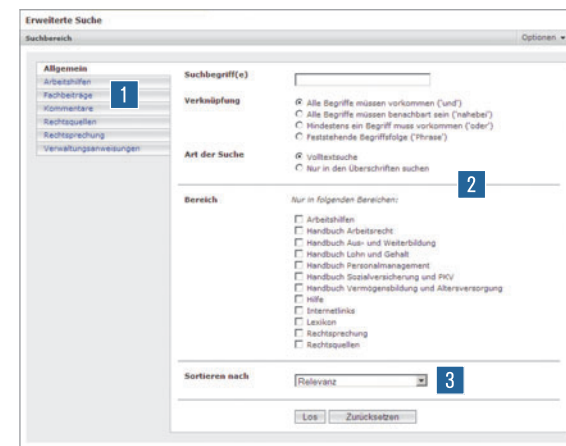 Erweiterte Suche
Suchbereich
Optionen
Allgemein
Arbeitshilfen
Fachbeiträge
Kommentare
Rechtsquellen
Rechtsprechung
Verwaltungsanweisungen
1
Suchbegriff(e)
Verknüpfung
Alle Begriffe müssen vorkommen ('und')
Alle Begriffe müssen benachbart sein ('nahebei')
Mindestens ein Begriff muss vorkommen ('oder')
Feststehende Begriffsfolge ('Phrase')
Art der Suche
Volltextsuche
Nur in den Überschriften suchen
2
Bereich
Nur in folgenden Bereichen:
Arbeitshilfen
Handbuch Arbeitsrecht
Handbuch Aus- und Weiterbildung
Handbuch Lohn und Gehalt
Handbuch Personalmanagement
Handbuch Sozialversicherung und PKV
Handbuch Vermögensbildung und Altersversorgung
Hilfe
Internetlinks
Lexikon
Rechtsprechung
Rechtsquellen
Sortieren nach
Relevanz
3
Los
Zurücksetzen